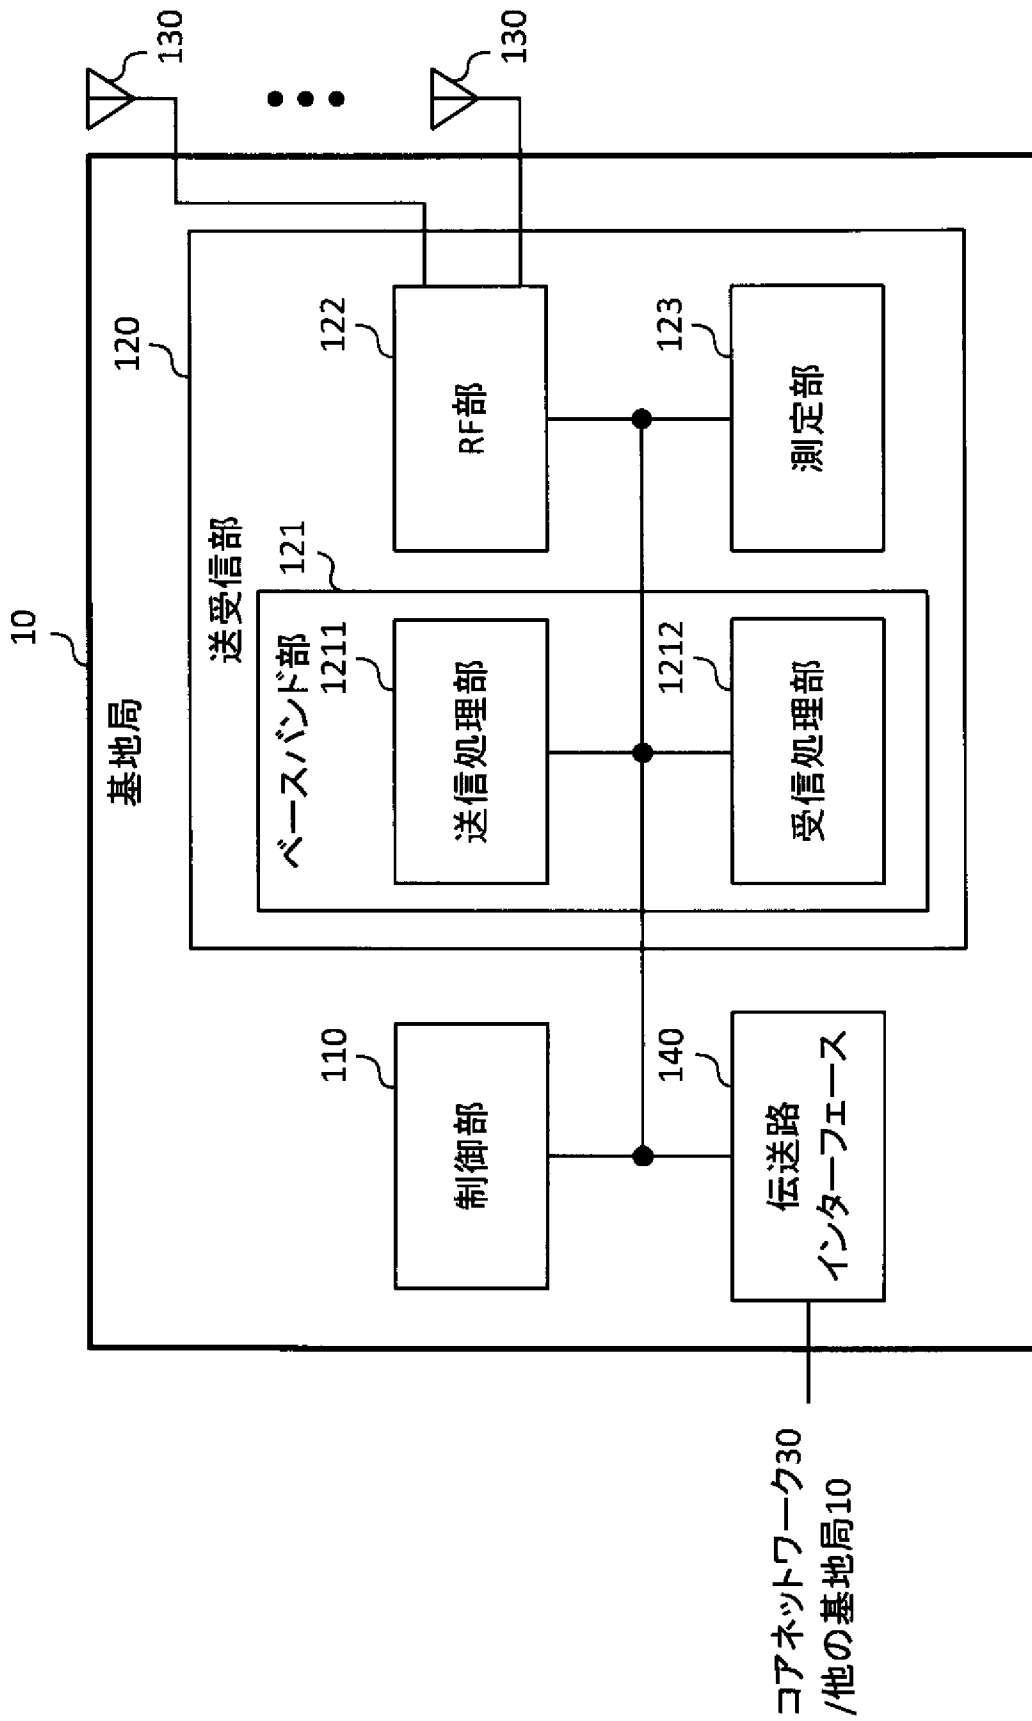 10
基地局
120
送受信部
121
ベースバンド部
1211
送信処理部
1212
受信処理部
122
RF部
123
測定部
130
130
110
制御部
140
伝送路
インターフェース
コアネットワーク30
/他の基地局10